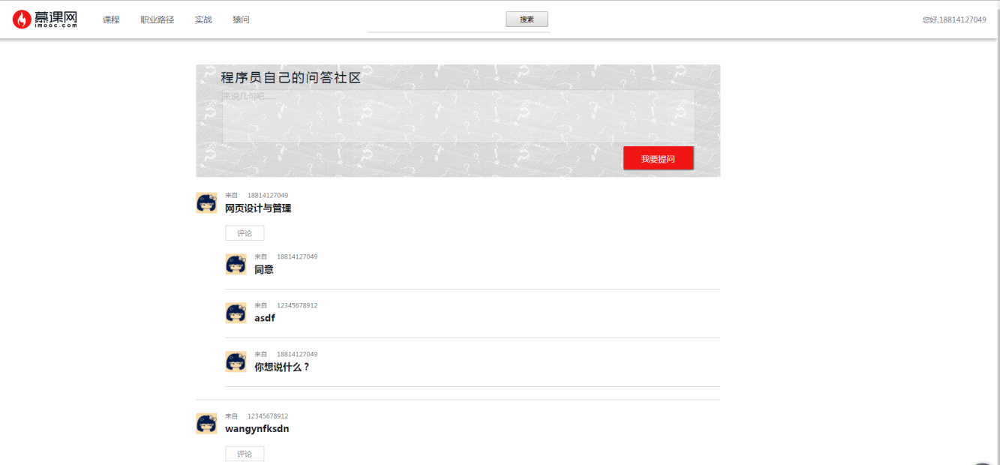 慕课网
imooc.com
课程 职业路径 实战 猿问
搜索
您好,18814127049
程序员自己的问答社区
来说几句吧......
我要提问
来自 18814127049
网页设计与管理
评论
来自 18814127049
同意
来自 12345678912
asdf
来自 18814127049
你想说什么？
来自 12345678912
wangynfksdn
评论